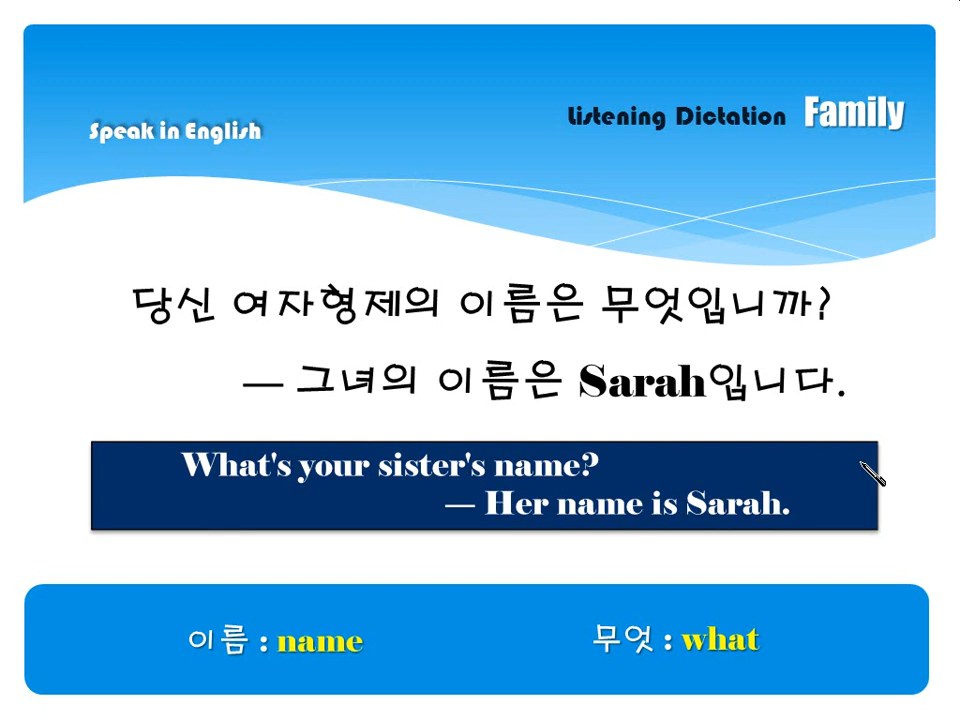 Speak in English
Listening Dictation Family
당신 여자형제의 이름은 무엇입니까?
— 그녀의 이름은 Sarah입니다.
What's your sister's name?
— Her name is Sarah.
이름 : name
무엇 : what